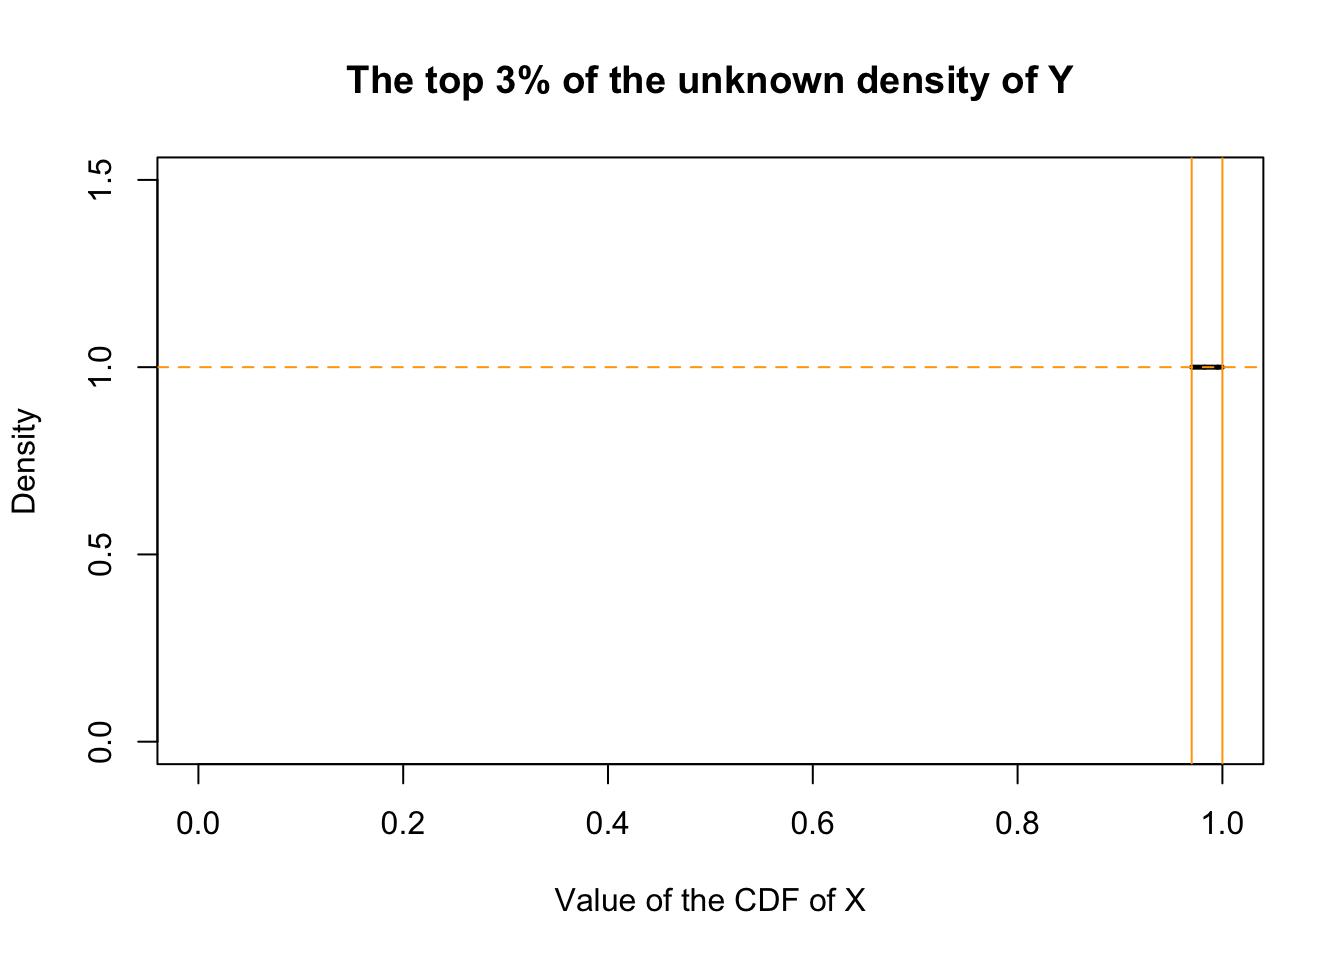 The top 3% of the unknown density of Y
1.5
1.0
0.5
0.0
Density
0.0 0.2 0.4 0.6 0.8 1.0
Value of the CDF of X